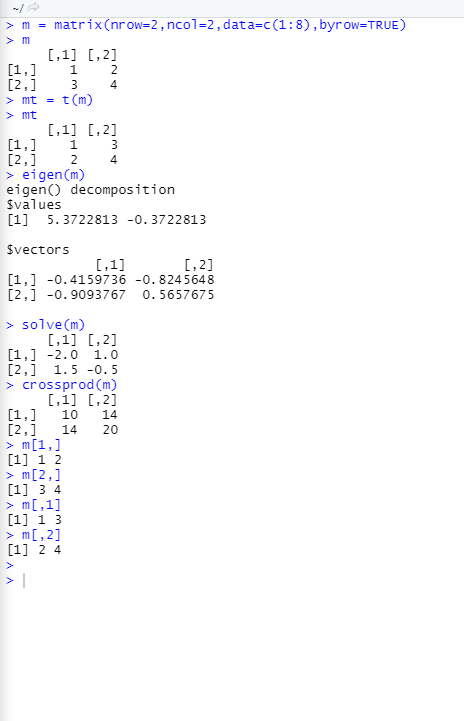 ~/
> m = matrix(nrow=2,ncol=2,data=c(1:8),byrow=TRUE)
> m
     [,1] [,2]
[1,]    1    2
[2,]    3    4
> mt = t(m)
> mt
     [,1] [,2]
[1,]    1    3
[2,]    2    4
> eigen(m)
eigen() decomposition
$values
[1]  5.3722813 -0.3722813

$vectors
           [,1]       [,2]
[1,] -0.4159736 -0.8245648
[2,] -0.9093767  0.5657675

> solve(m)
     [,1] [,2]
[1,] -2.0  1.0
[2,]  1.5 -0.5
> crossprod(m)
     [,1] [,2]
[1,]   10   14
[2,]   14   20
> m[1,]
[1] 1 2
> m[2,]
[1] 3 4
> m[,1]
[1] 1 3
> m[,2]
[1] 2 4
>
>